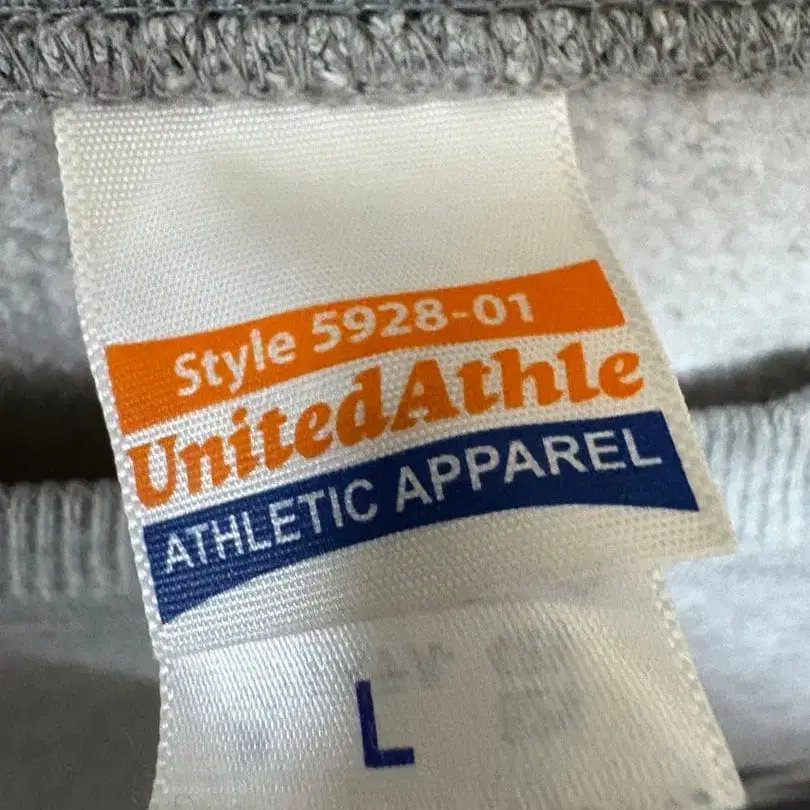 Style 5928-01
UnitedAthle
ATHLETIC APPAREL
L